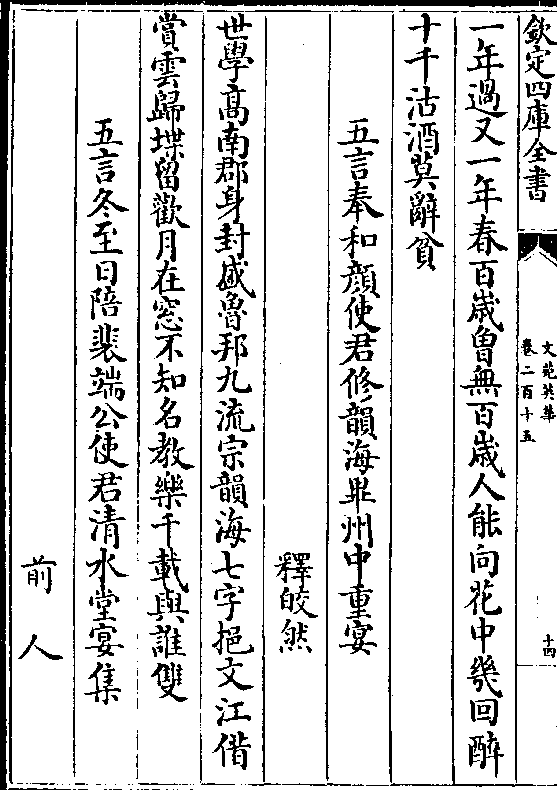 欽定四庫全書
文苑英華
卷二百十五
十四
一年過又一年春百歲曽無百歲人能向花中幾回醉
十千沽酒莫辭貧
五言奉和顔使君修韻海畢州中重宴
釋皎然
世學髙南郡身封盛魯邦九流宗韻海七字挹文江借
賞雲歸堞留歡月在窓不知名教樂千載與誰雙
五言冬至日陪裴端公使君清水堂宴集
前人